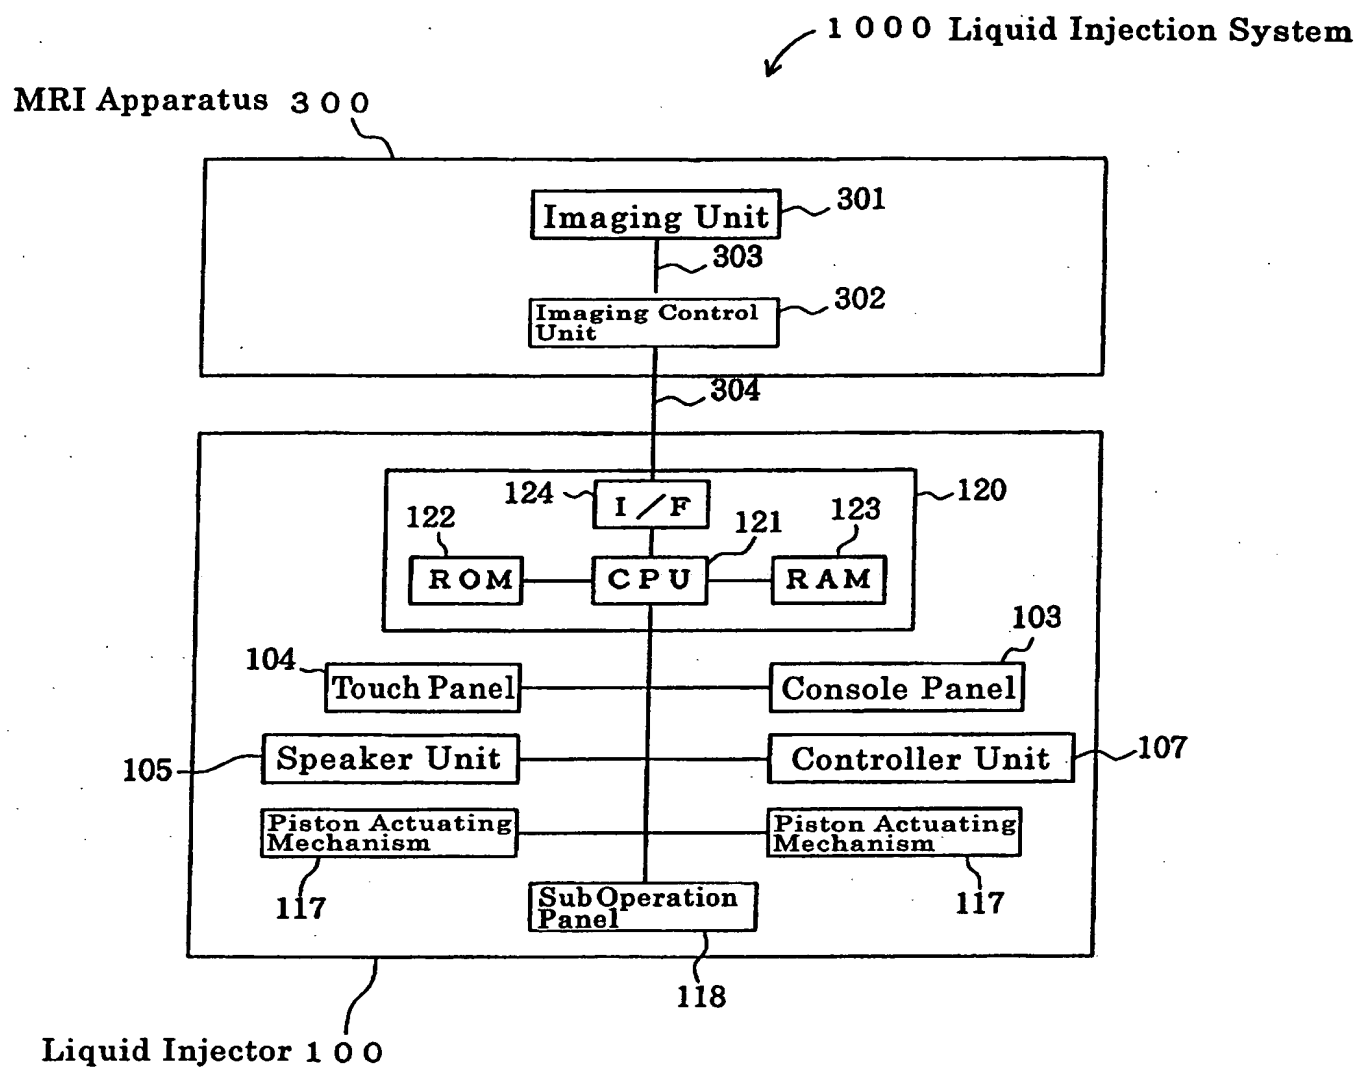 1000 Liquid Injection System
MRI Apparatus 300
Imaging Unit
301
303
Imaging Control
Unit
302
304
124
I/F
120
122
121
123
ROM
CPU
RAM
103
104
Touch Panel
Console Panel
105
Speaker Unit
Controller Unit
107
Piston Actuating
Mechanism
Piston Actuating
Mechanism
117
117
Sub Operation
Panel
118
Liquid Injector 100